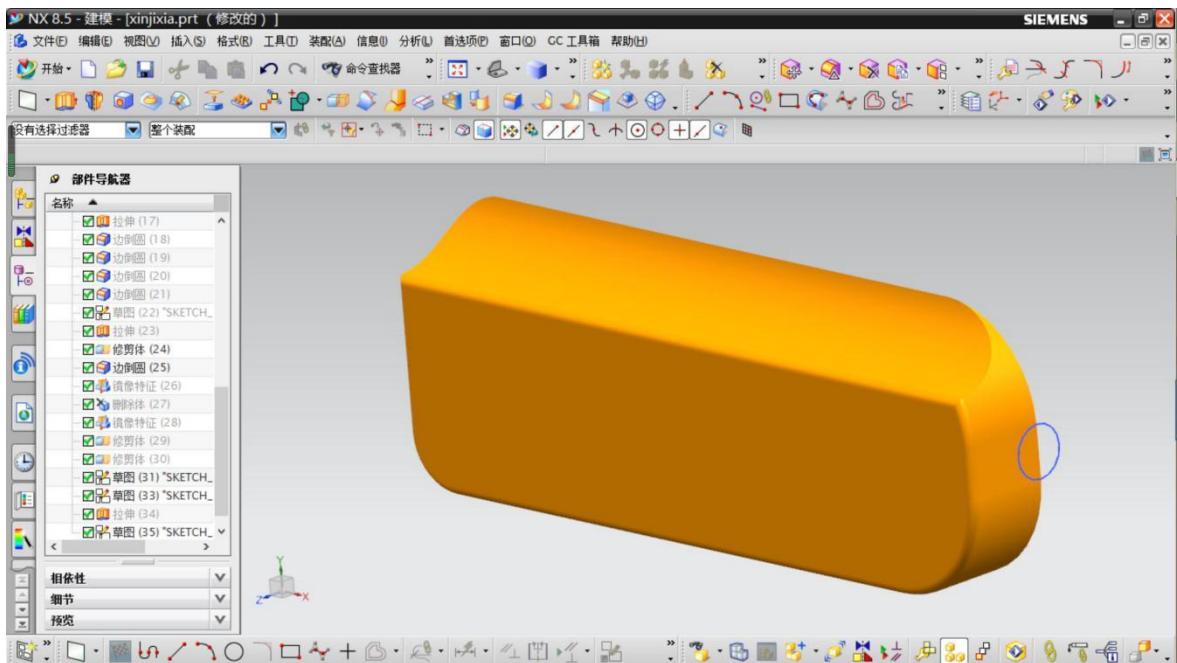 NX 8.5 - 建模 - [xinjixia.prt （修改的）]
SIEMENS
文件(F) 编辑(E) 视图(V) 插入(S) 格式(R) 工具(T) 装配(A) 信息(I) 分析(L) 首选项(P) 窗口(O) GC 工具箱 帮助(H)
开始 命令查找器
没有选择过滤器 整个装配
部件导航器
名称
拉伸 (17)
边倒圆 (18)
边倒圆 (19)
边倒圆 (20)
边倒圆 (21)
草图 (22) "SKETCH_
拉伸 (23)
修剪体 (24)
边倒圆 (25)
镜像特征 (26)
删除体 (27)
镜像特征 (28)
修剪体 (29)
修剪体 (30)
草图 (31) "SKETCH_
草图 (33) "SKETCH_
拉伸 (34)
草图 (35) "SKETCH_
相依性
细节
预览
Y
Z
X